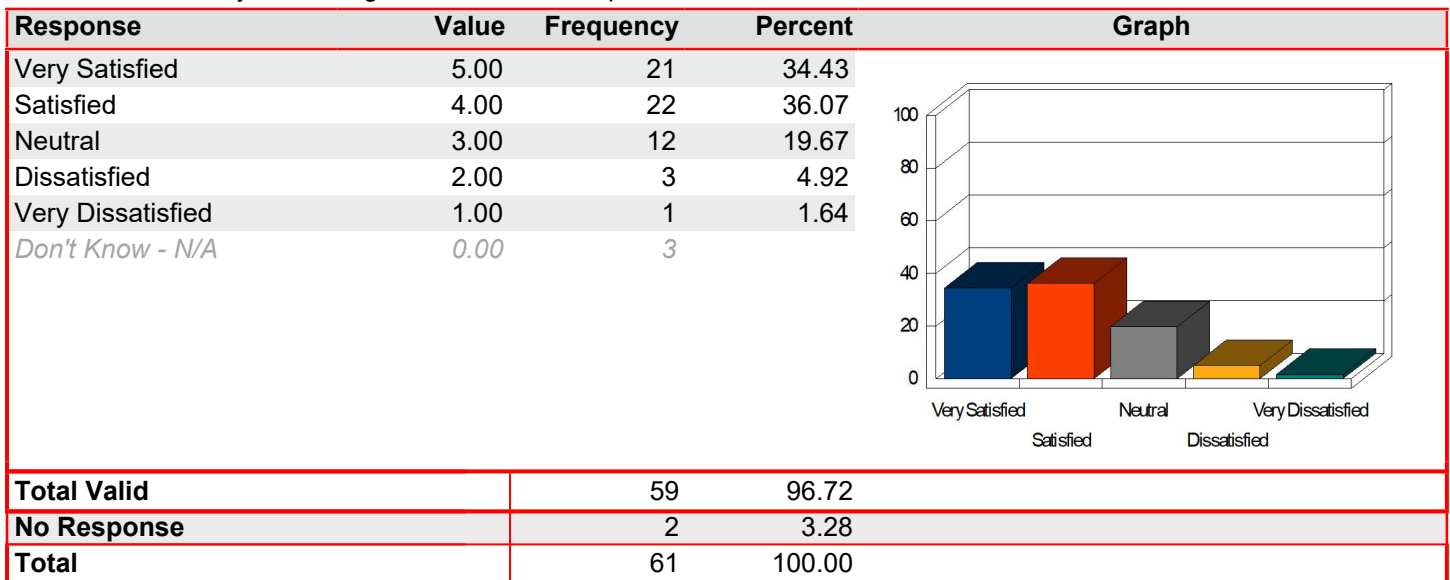 Response Value Frequency Percent Graph
Very Satisfied 5.00 21 34.43
Satisfied 4.00 22 36.07
Neutral 3.00 12 19.67
Dissatisfied 2.00 3 4.92
Very Dissatisfied 1.00 1 1.64
Don't Know - N/A 0.00 3
100
80
60
40
20
0
Very Satisfied Neutral Very Dissatisfied
Satisfied Dissatisfied
Total Valid 59 96.72
No Response 2 3.28
Total 61 100.00